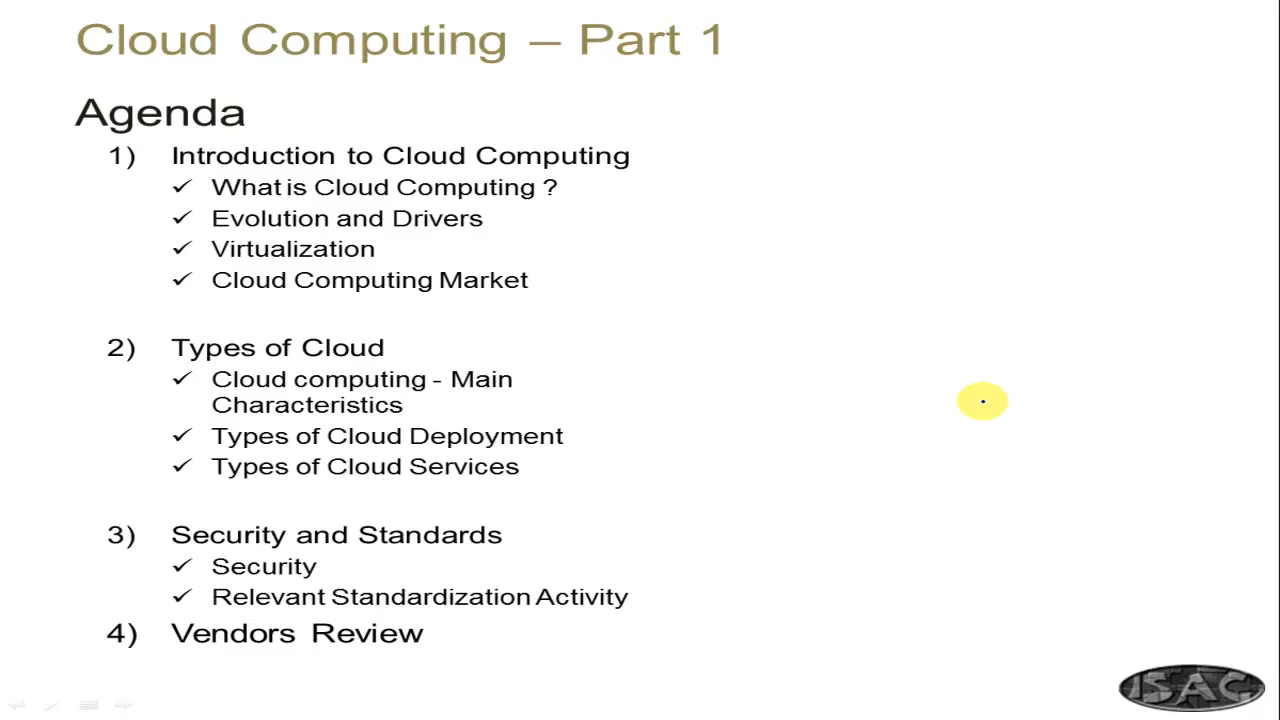 Cloud Computing – Part 1
Agenda
1) Introduction to Cloud Computing
✓ What is Cloud Computing ?
✓ Evolution and Drivers
✓ Virtualization
✓ Cloud Computing Market
2) Types of Cloud
✓ Cloud computing - Main
Characteristics
✓ Types of Cloud Deployment
✓ Types of Cloud Services
3) Security and Standards
✓ Security
✓ Relevant Standardization Activity
4) Vendors Review